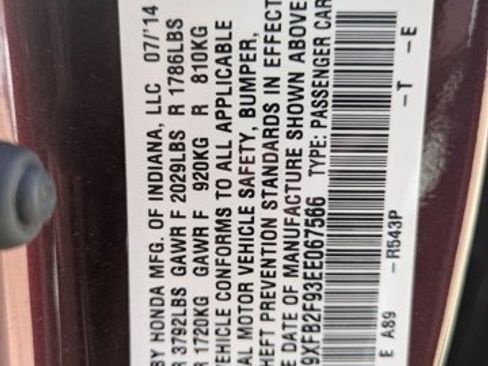 BY HONDA MFG. OF INDIANA, LLC 07/'14
R 3792LBS GAWR F 2029LBS R 1786LBS
R 1720KG GAWR F 920KG R 810KG
VEHICLE CONFORMS TO ALL APPLICABLE
AL MOTOR VEHICLE SAFETY, BUMPER,
HEFT PREVENTION STANDARDS IN EFFECT
E DATE OF MANUFACTURE SHOWN ABOVE
9XFB2F93EE067566 TYPE: PASSENGER CAR
E A89 -R543P -T -E